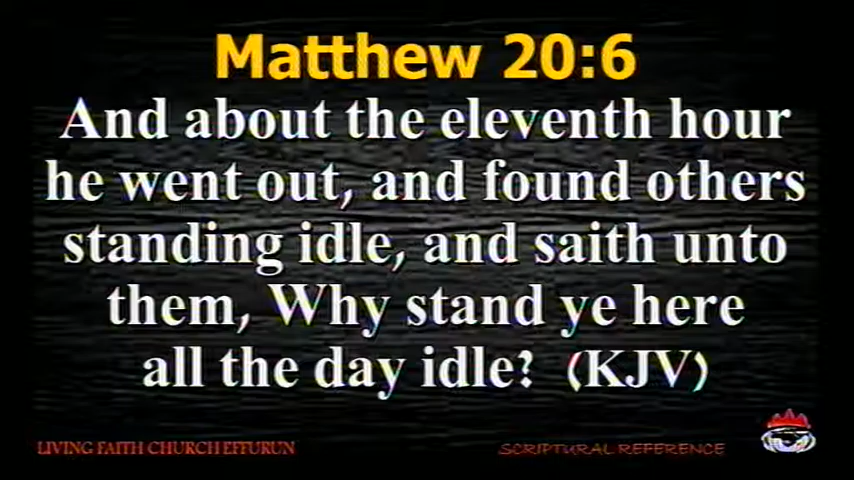 Matthew 20:6
And about the eleventh hour
he went out, and found others
standing idle, and saith unto
them, Why stand ye here
all the day idle? (KJV)
LIVING FAITH CHURCH EFFURUN
SCRIPTURAL REFERENCE